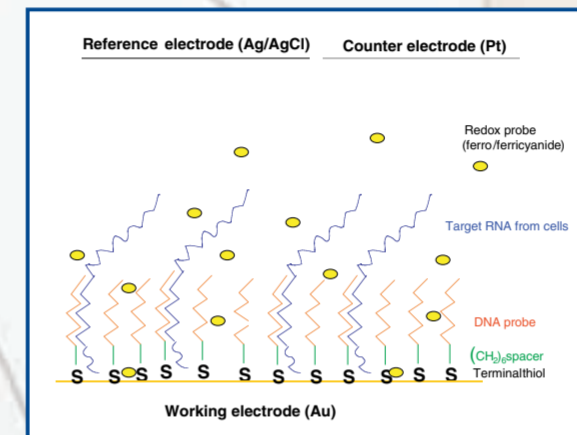 Reference electrode (Ag/AgCl) Counter electrode (Pt)
Redox probe
(ferro/ferricyanide)
Target RNA from cells
DNA probe
(CH₂)₆spacer
Terminalthiol
S S S S S S S S S S S S
Working electrode (Au)